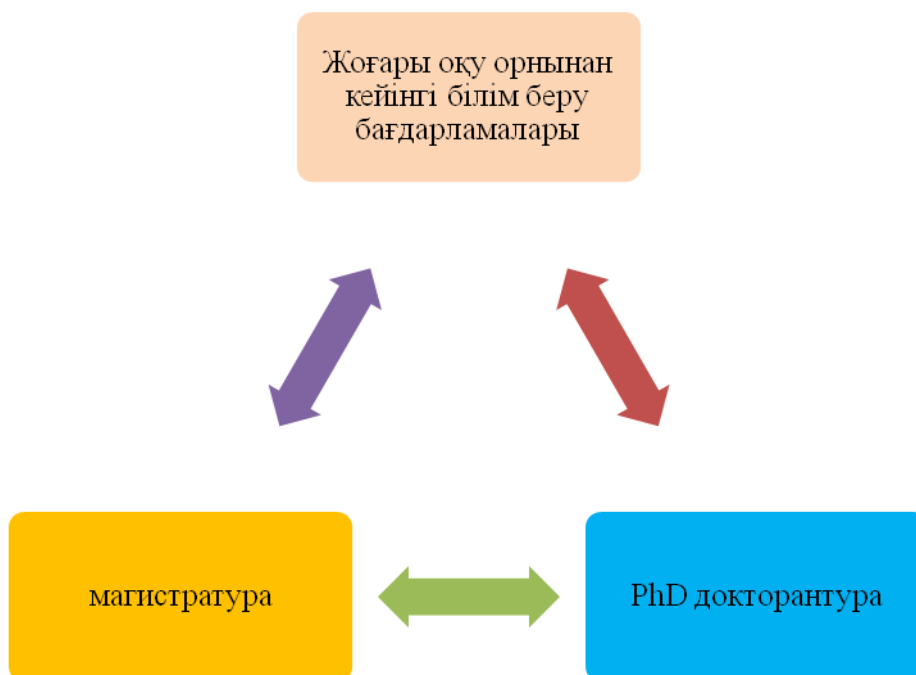 Жоғары оқу орнынан
кейінгі білім беру
бағдарламалары
магистратура
PhD докторантура